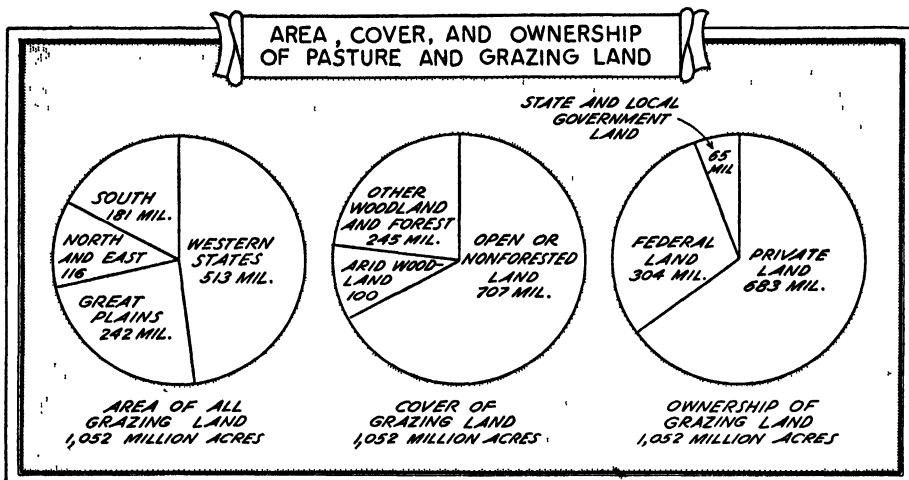 AREA, COVER, AND OWNERSHIP
OF PASTURE AND GRAZING LAND
SOUTH
181 MIL.
NORTH
AND EAST
116
GREAT
PLAINS
242 MIL.
WESTERN
STATES
513 MIL.
AREA OF ALL
GRAZING LAND
1,052 MILLION ACRES
OTHER
WOODLAND
AND FOREST
245 MIL.
ARID WOOD-
LAND
100
OPEN OR
NONFORESTED
LAND
707 MIL.
COVER OF
GRAZING LAND
1,052 MILLION ACRES
STATE AND LOCAL
GOVERNMENT
LAND
65
MIL
FEDERAL
LAND
304 MIL.
PRIVATE
LAND
683 MIL.
OWNERSHIP OF
GRAZING LAND
1,052 MILLION ACRES